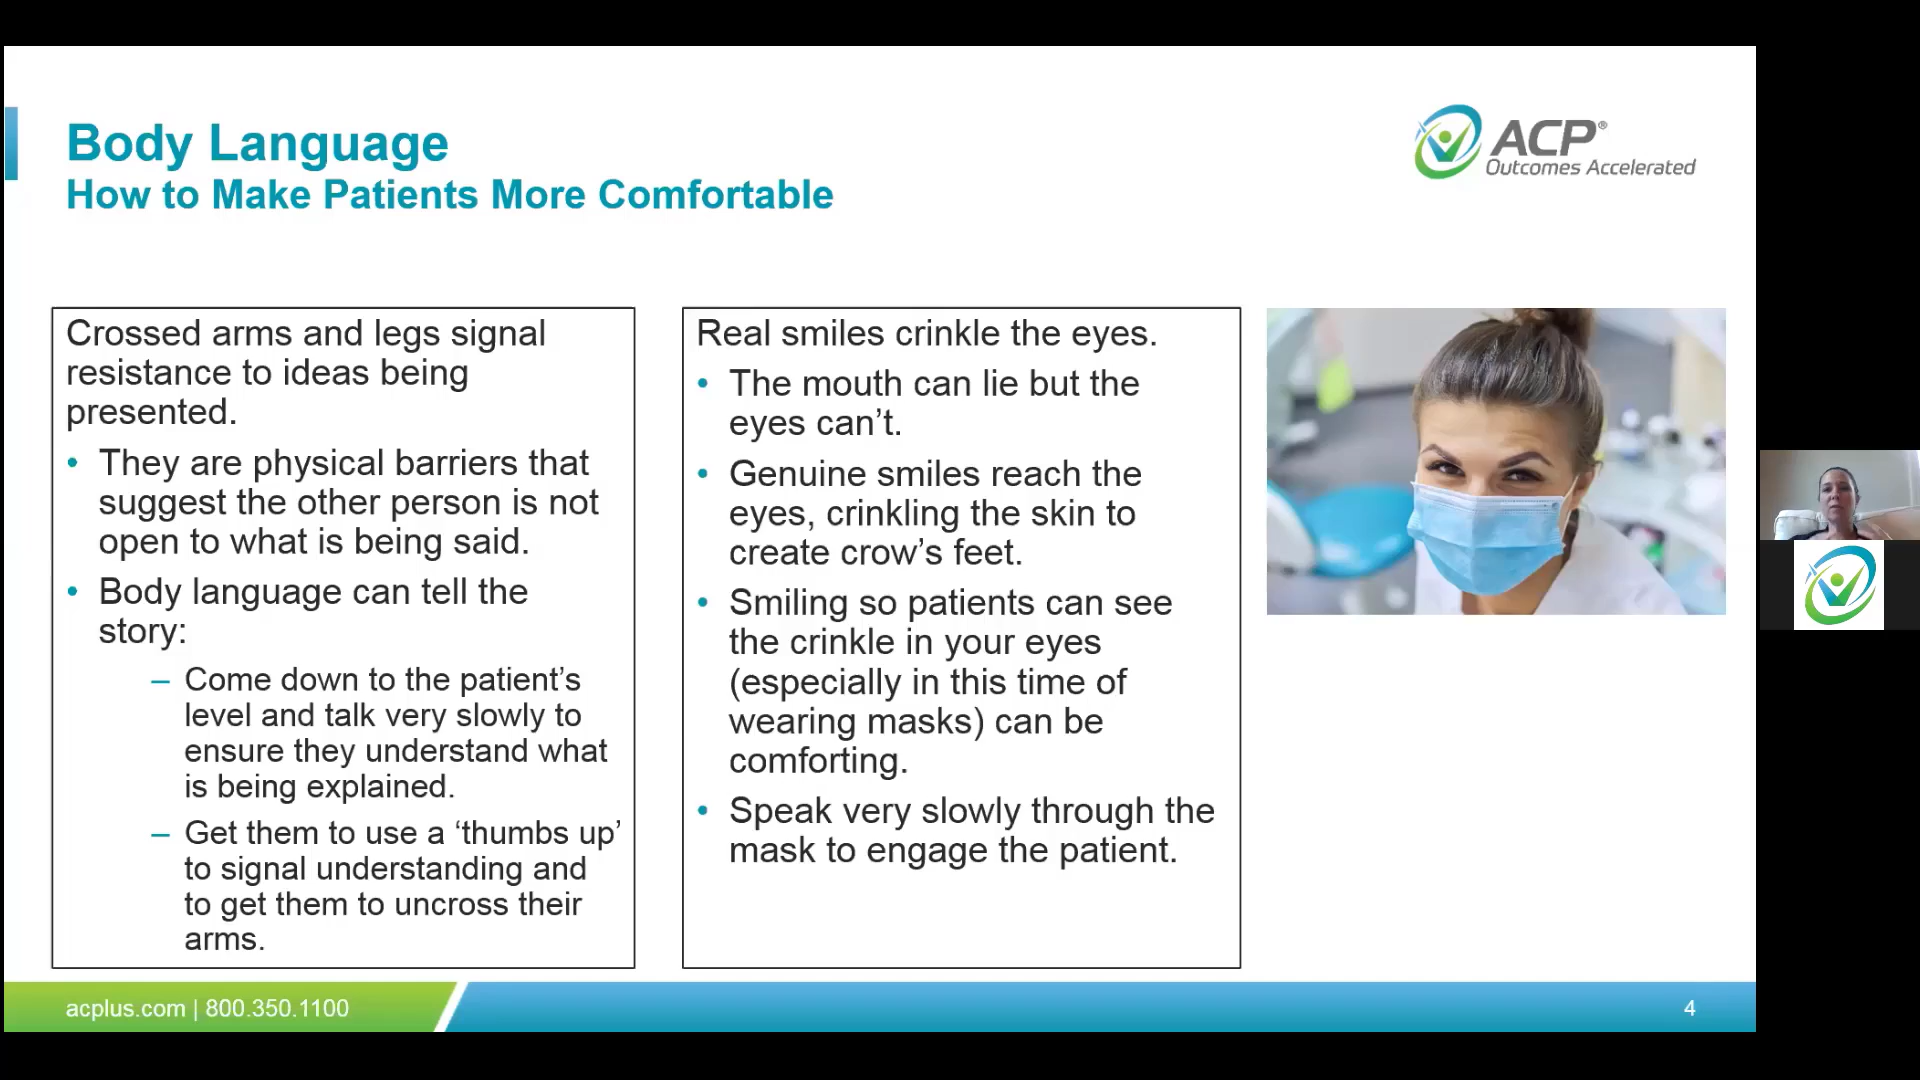 Body Language
How to Make Patients More Comfortable
ACP®
Outcomes Accelerated
Crossed arms and legs signal
resistance to ideas being
presented.
• They are physical barriers that
suggest the other person is not
open to what is being said.
• Body language can tell the
story:
– Come down to the patient’s
level and talk very slowly to
ensure they understand what
is being explained.
– Get them to use a ‘thumbs up’
to signal understanding and
to get them to uncross their
arms.
Real smiles crinkle the eyes.
• The mouth can lie but the
eyes can’t.
• Genuine smiles reach the
eyes, crinkling the skin to
create crow’s feet.
• Smiling so patients can see
the crinkle in your eyes
(especially in this time of
wearing masks) can be
comforting.
• Speak very slowly through the
mask to engage the patient.
acplus.com | 800.350.1100
4